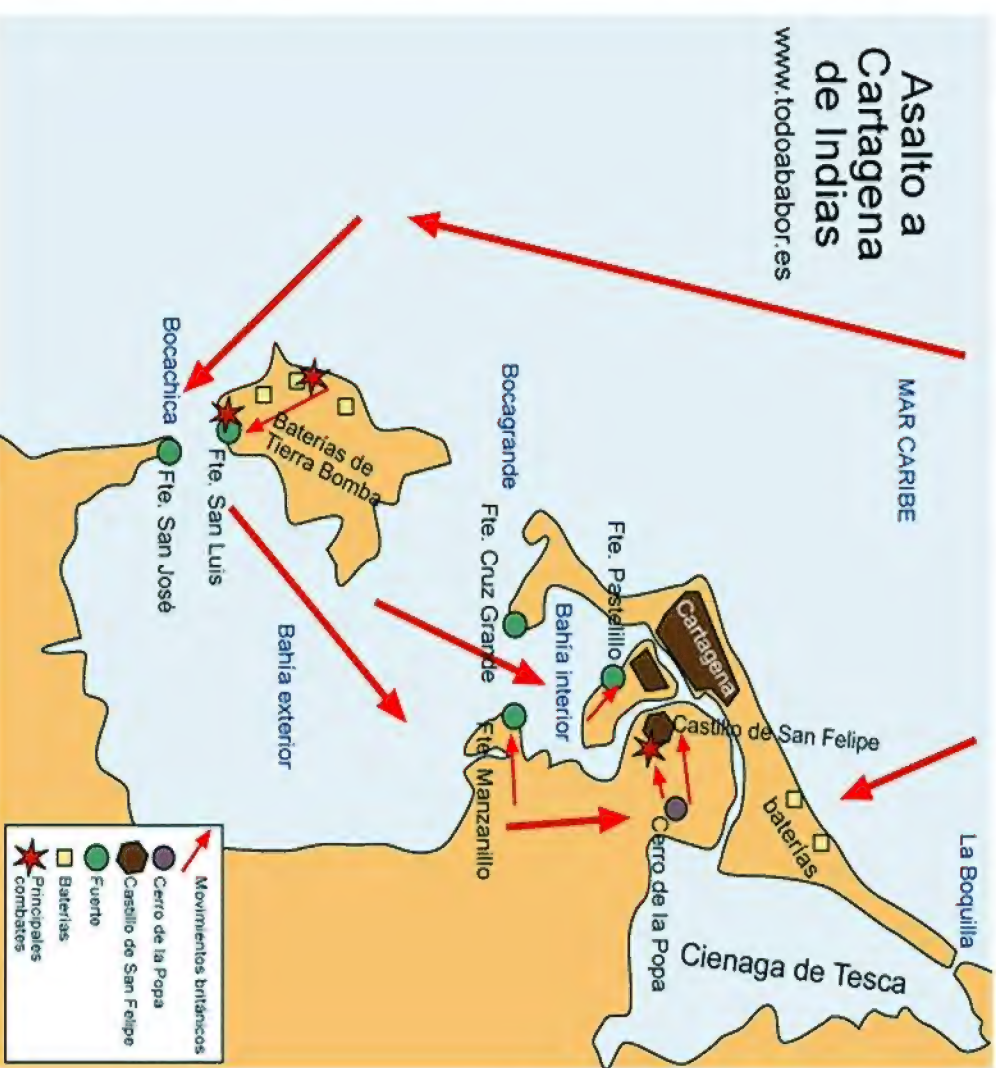 Asalto a
Cartagena
de Indias
www.todoababor.es
MAR CARIBE
La Boquilla
Cienaga de Tesca
baterías
Cartagena
Castillo de San Felipe
Cerro de la Popa
Fte. Pastelillo
Bahía interior
Bocagrande
Fte. Cruz Grande
Fte. Manzanillo
Baterías de
Tierra Bomba
Bahía exterior
Fte. San Luis
Bocachica
Fte. San José
Movimientos británicos
Cerro de la Popa
Castillo de San Felipe
Fuerte
Baterías
Principales
combates